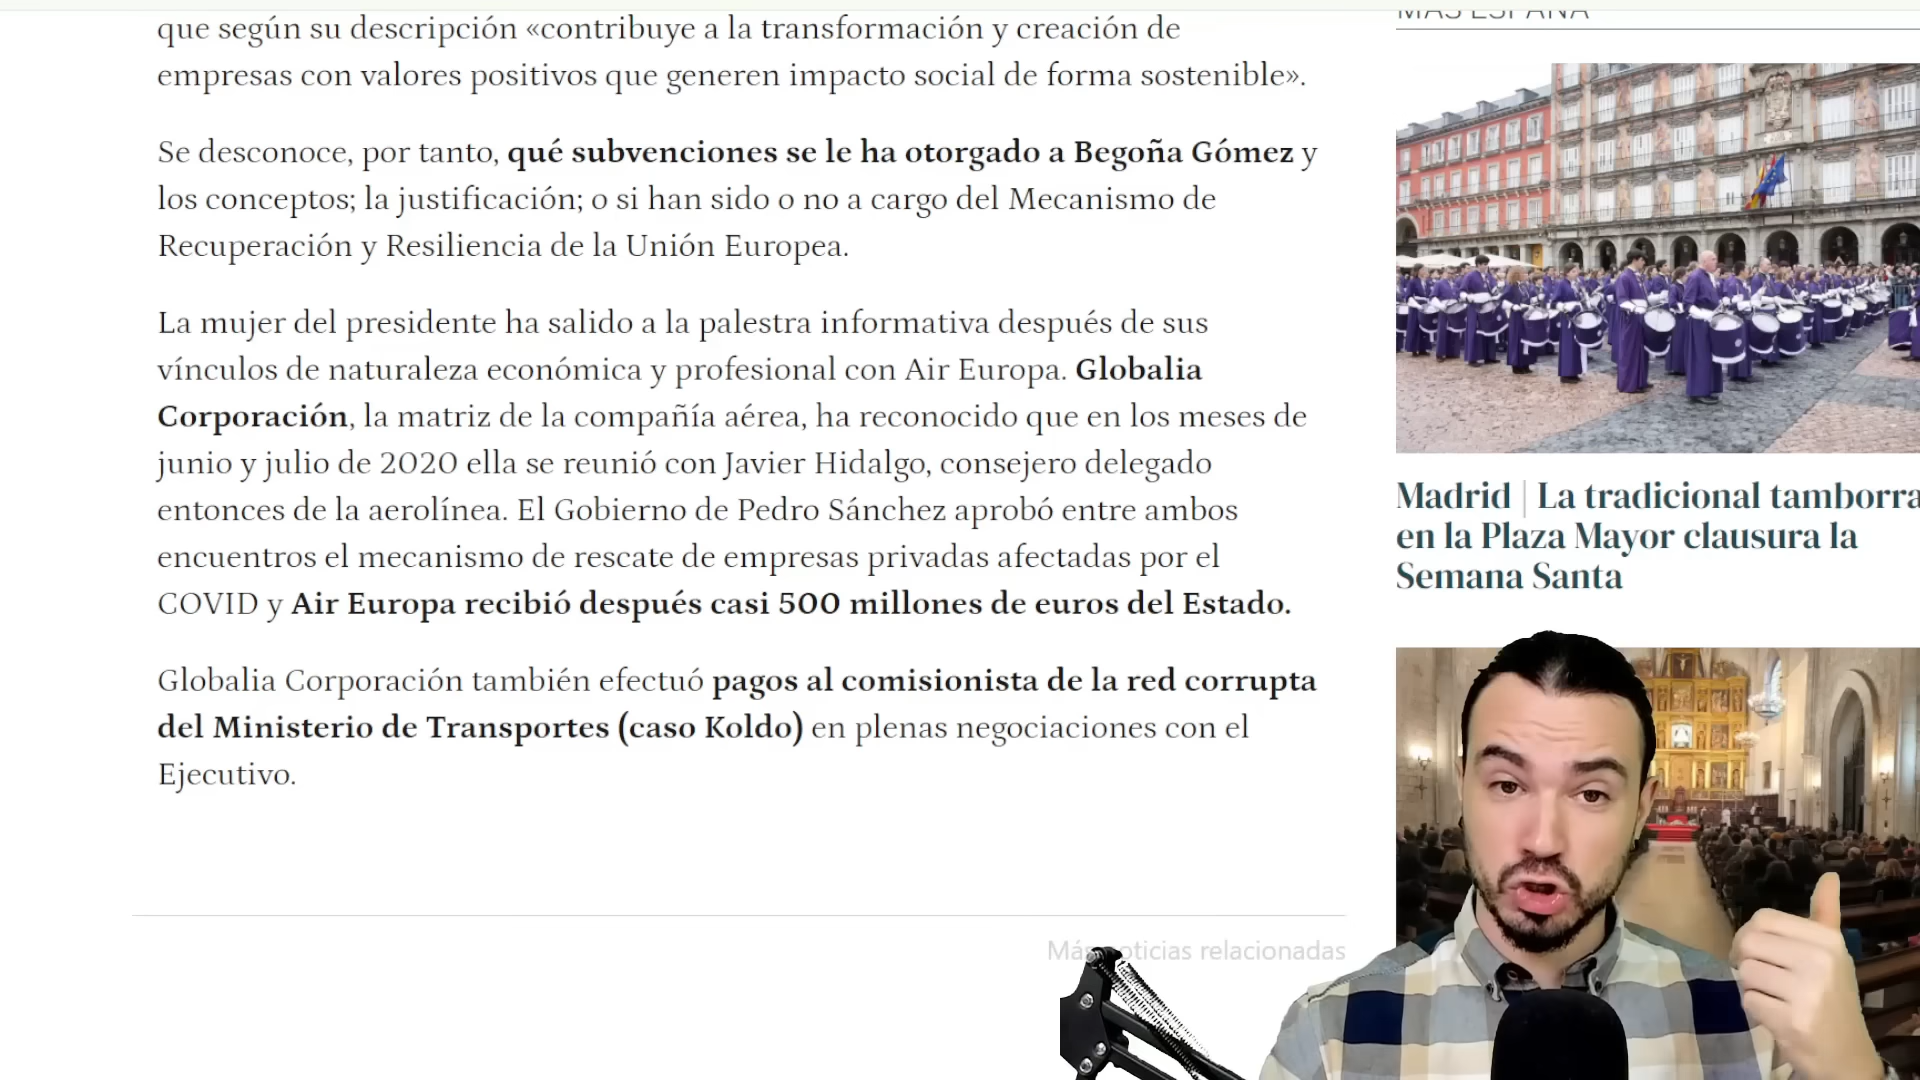 que según su descripción «contribuye a la transformación y creación de
empresas con valores positivos que generen impacto social de forma sostenible».
Se desconoce, por tanto, qué subvenciones se le ha otorgado a Begoña Gómez y
los conceptos; la justificación; o si han sido o no a cargo del Mecanismo de
Recuperación y Resiliencia de la Unión Europea.
La mujer del presidente ha salido a la palestra informativa después de sus
vínculos de naturaleza económica y profesional con Air Europa. Globalia
Corporación, la matriz de la compañía aérea, ha reconocido que en los meses de
junio y julio de 2020 ella se reunió con Javier Hidalgo, consejero delegado
entonces de la aerolínea. El Gobierno de Pedro Sánchez aprobó entre ambos
encuentros el mecanismo de rescate de empresas privadas afectadas por el
COVID y Air Europa recibió después casi 500 millones de euros del Estado.
Globalia Corporación también efectuó pagos al comisionista de la red corrupta
del Ministerio de Transportes (caso Koldo) en plenas negociaciones con el
Ejecutivo.
Más noticias relacionadas
MÁS ESPAÑA
Madrid | La tradicional tamborra
en la Plaza Mayor clausura la
Semana Santa